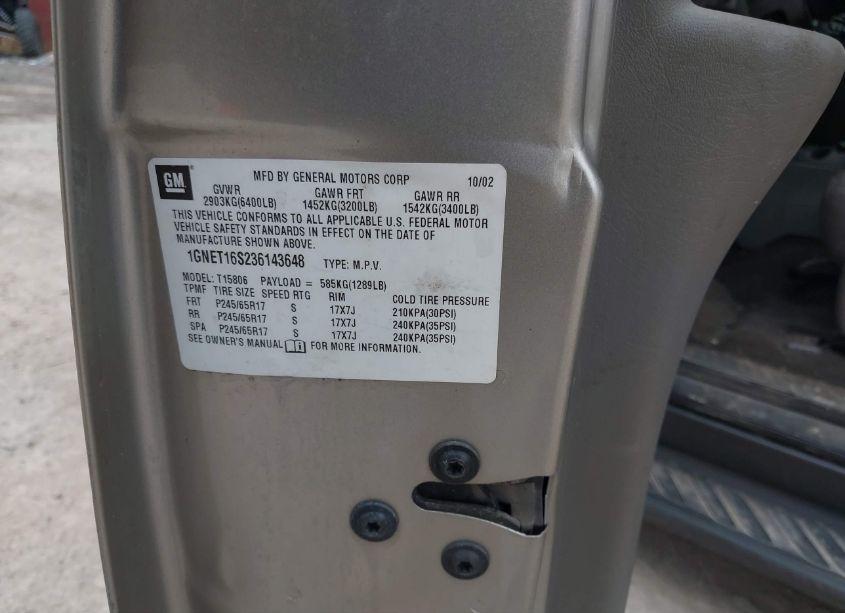 GM
MFD BY GENERAL MOTORS CORP 10/02
GVWR GAWR FRT GAWR RR
2903KG(6400LB) 1452KG(3200LB) 1542KG(3400LB)
THIS VEHICLE CONFORMS TO ALL APPLICABLE U.S. FEDERAL MOTOR
VEHICLE SAFETY STANDARDS IN EFFECT ON THE DATE OF
MANUFACTURE SHOWN ABOVE.
1GNET16S236143648 TYPE: M.P.V.
MODEL: T15806 PAYLOAD = 585KG(1289LB)
TPMF TIRE SIZE SPEED RTG RIM COLD TIRE PRESSURE
FRT P245/65R17 S 17X7J 210KPA(30PSI)
RR P245/65R17 S 17X7J 240KPA(35PSI)
SPA P245/65R17 S 17X7J 240KPA(35PSI)
SEE OWNER'S MANUAL FOR MORE INFORMATION.